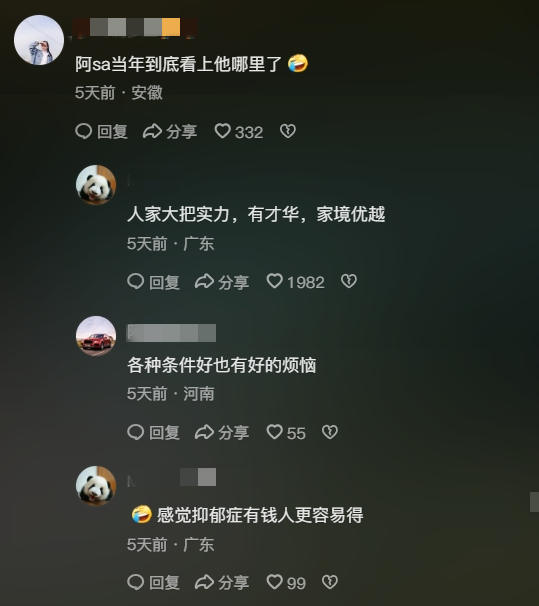 阿sa当年到底看上他哪里了🤣
5天前·安徽
回复 分享 332
人家大把实力，有才华，家境优越
5天前·广东
回复 分享 1982
各种条件好也有好的烦恼
5天前·河南
回复 分享 55
🤣感觉抑郁症有钱人更容易得
5天前·广东
回复 分享 99